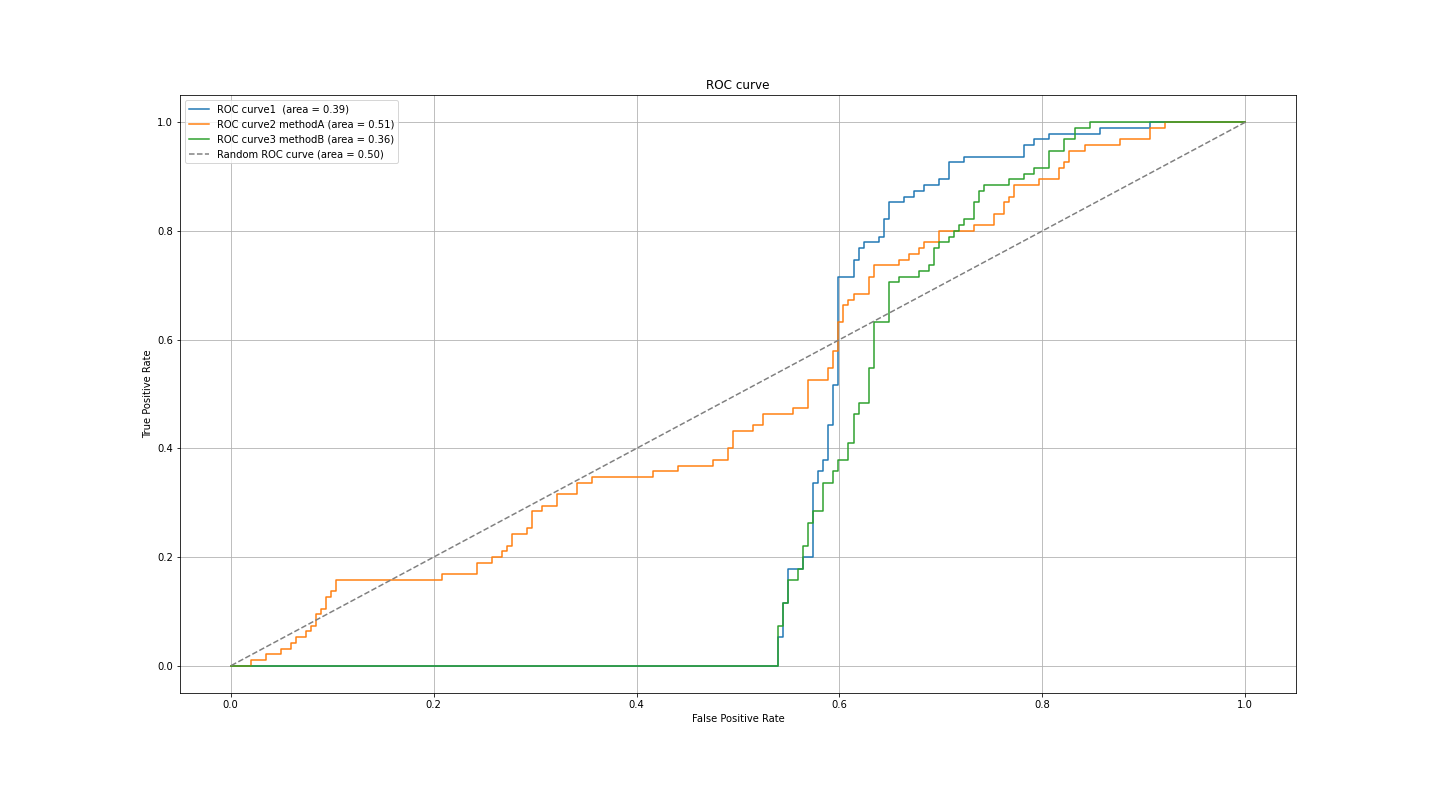 ROC curve
ROC curve1  (area = 0.39)
ROC curve2 methodA (area = 0.51)
ROC curve3 methodB (area = 0.36)
Random ROC curve (area = 0.50)
True Positive Rate
1.0
0.8
0.6
0.4
0.2
0.0
0.0 0.2 0.4 0.6 0.8 1.0
False Positive Rate